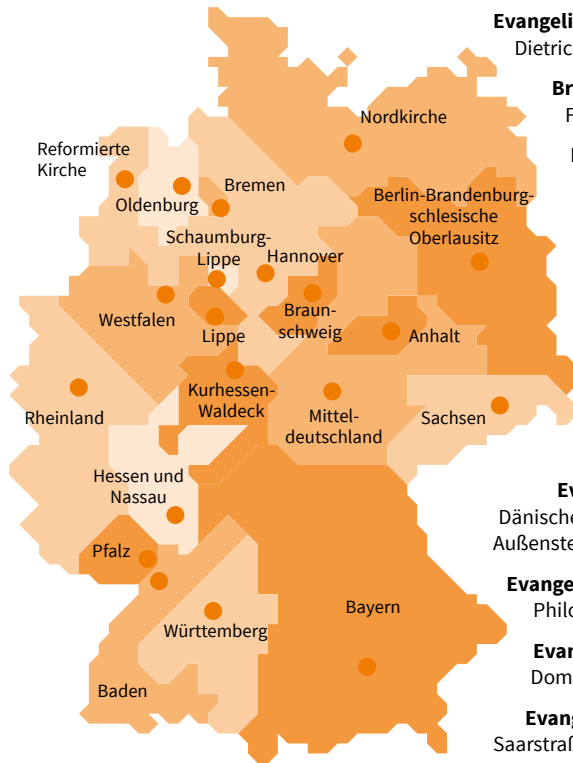 Evangeli
Dietric
Br
F
Nordkirche
Reformierte
Kirche
Oldenburg
Bremen
Berlin-Brandenburg-
schlesische
Oberlausitz
Schaumburg-
Lippe
Hannover
Westfalen
Lippe
Braun-
schweig
Anhalt
Rheinland
Kurhessen-
Waldeck
Mittel-
deutschland
Sachsen
Hessen und
Nassau
Ev
Dänische
Außenste
Pfalz
Evange
Philo
Bayern
Württemberg
Evan
Dom
Baden
Evang
Saarstraß